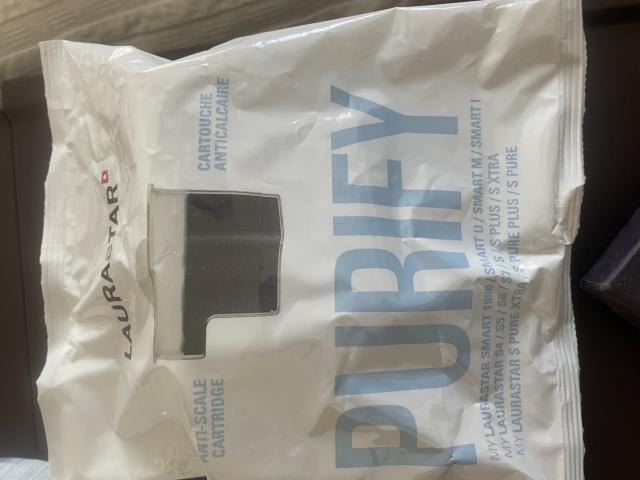 LAURASTAR
ANTI-SCALE
CARTRIDGE
CARTOUCHE
ANTICALCAIRE
PURIFY
MY LAURASTAR SMART 1990 / SMART U / SMART M / SMART I
MY LAURASTAR S4 / S5 / S6 / S7 / S / S PLUS / S XTRA
MY LAURASTAR S PURE XTRA / S PURE PLUS / S PURE